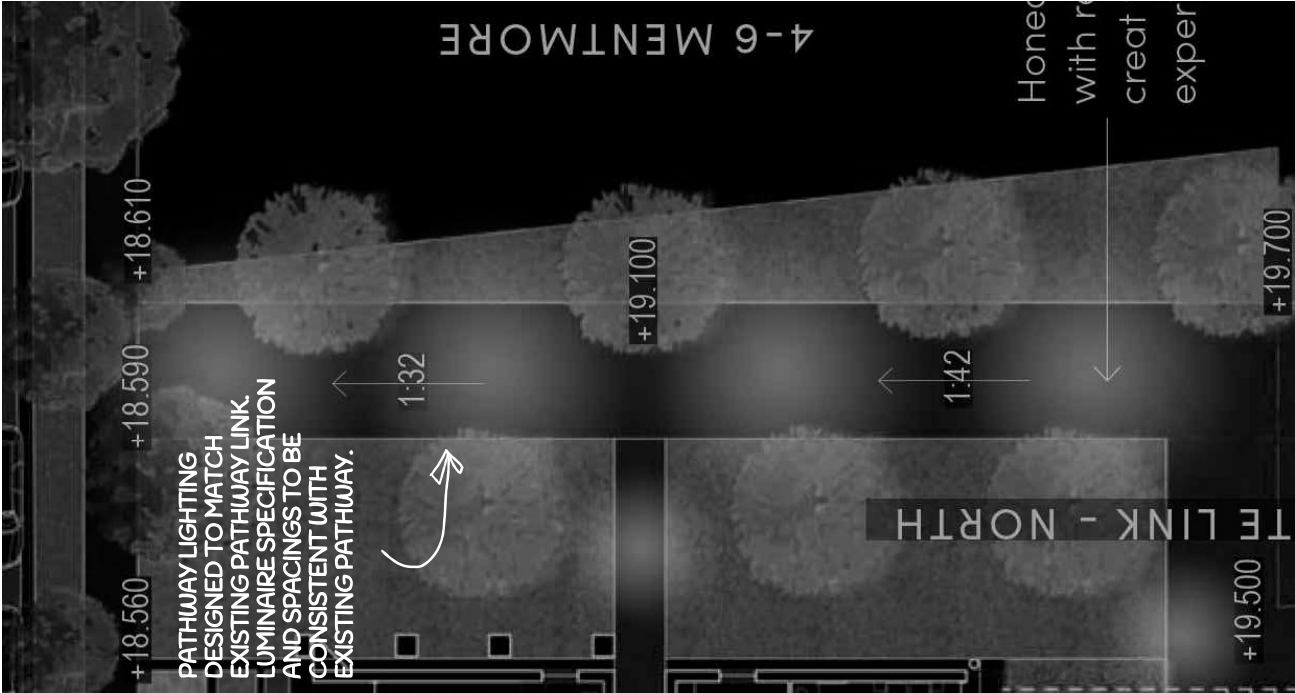 4-6 MENTMORE
Honed
with re
creat
exper
+18.610
+19.100
+19.700
+18.590
1:32
1:42
PATHWAY LIGHTING
DESIGNED TO MATCH
EXISTING PATHWAY LINK.
LUMINAIRE SPECIFICATION
AND SPACINGS TO BE
CONSISTENT WITH
EXISTING PATHWAY.
TE LINK - NORTH
+18.560
+19.500